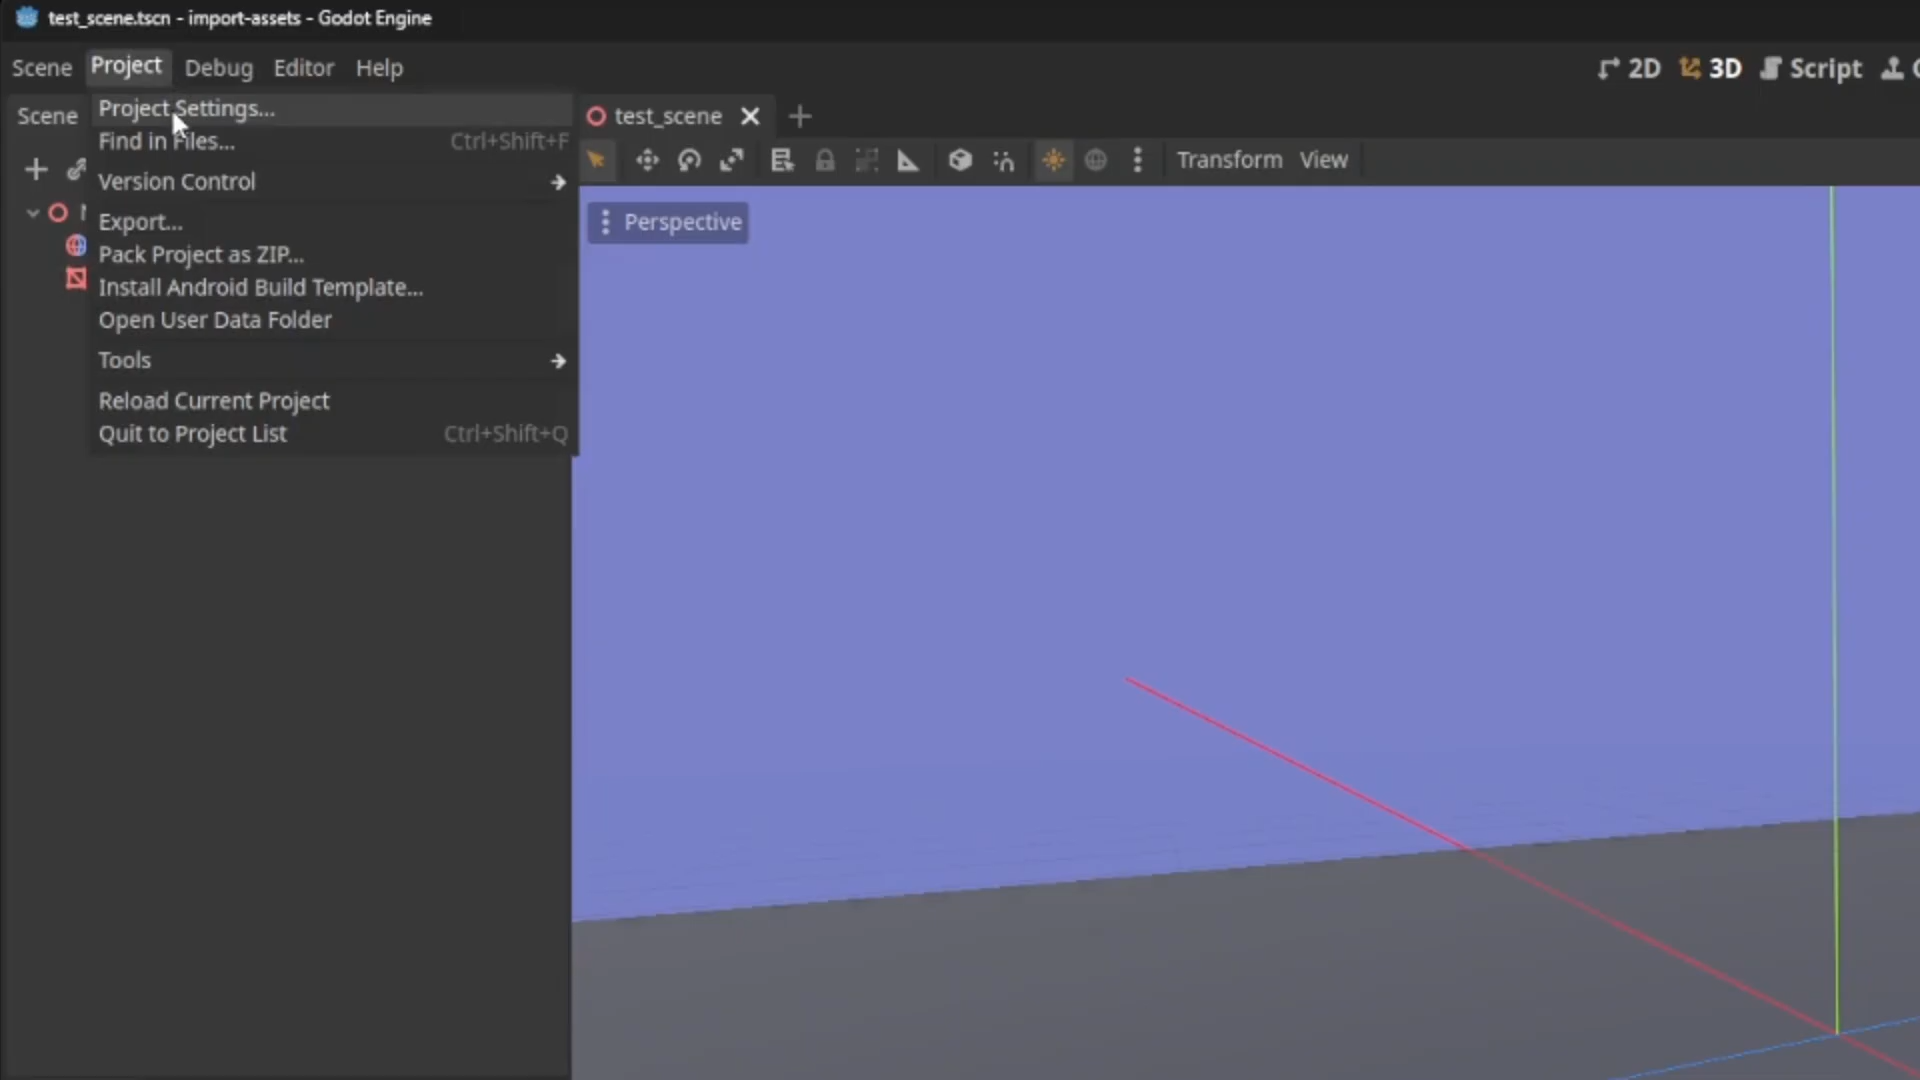 test_scene.tscn - import-assets - Godot Engine
Scene Project Debug Editor Help
2D 3D Script
Scene
Project Settings...
Find in Files... Ctrl+Shift+F
Version Control
Export...
Pack Project as ZIP...
Install Android Build Template...
Open User Data Folder
Tools
Reload Current Project
Quit to Project List Ctrl+Shift+Q
test_scene
Transform View
Perspective